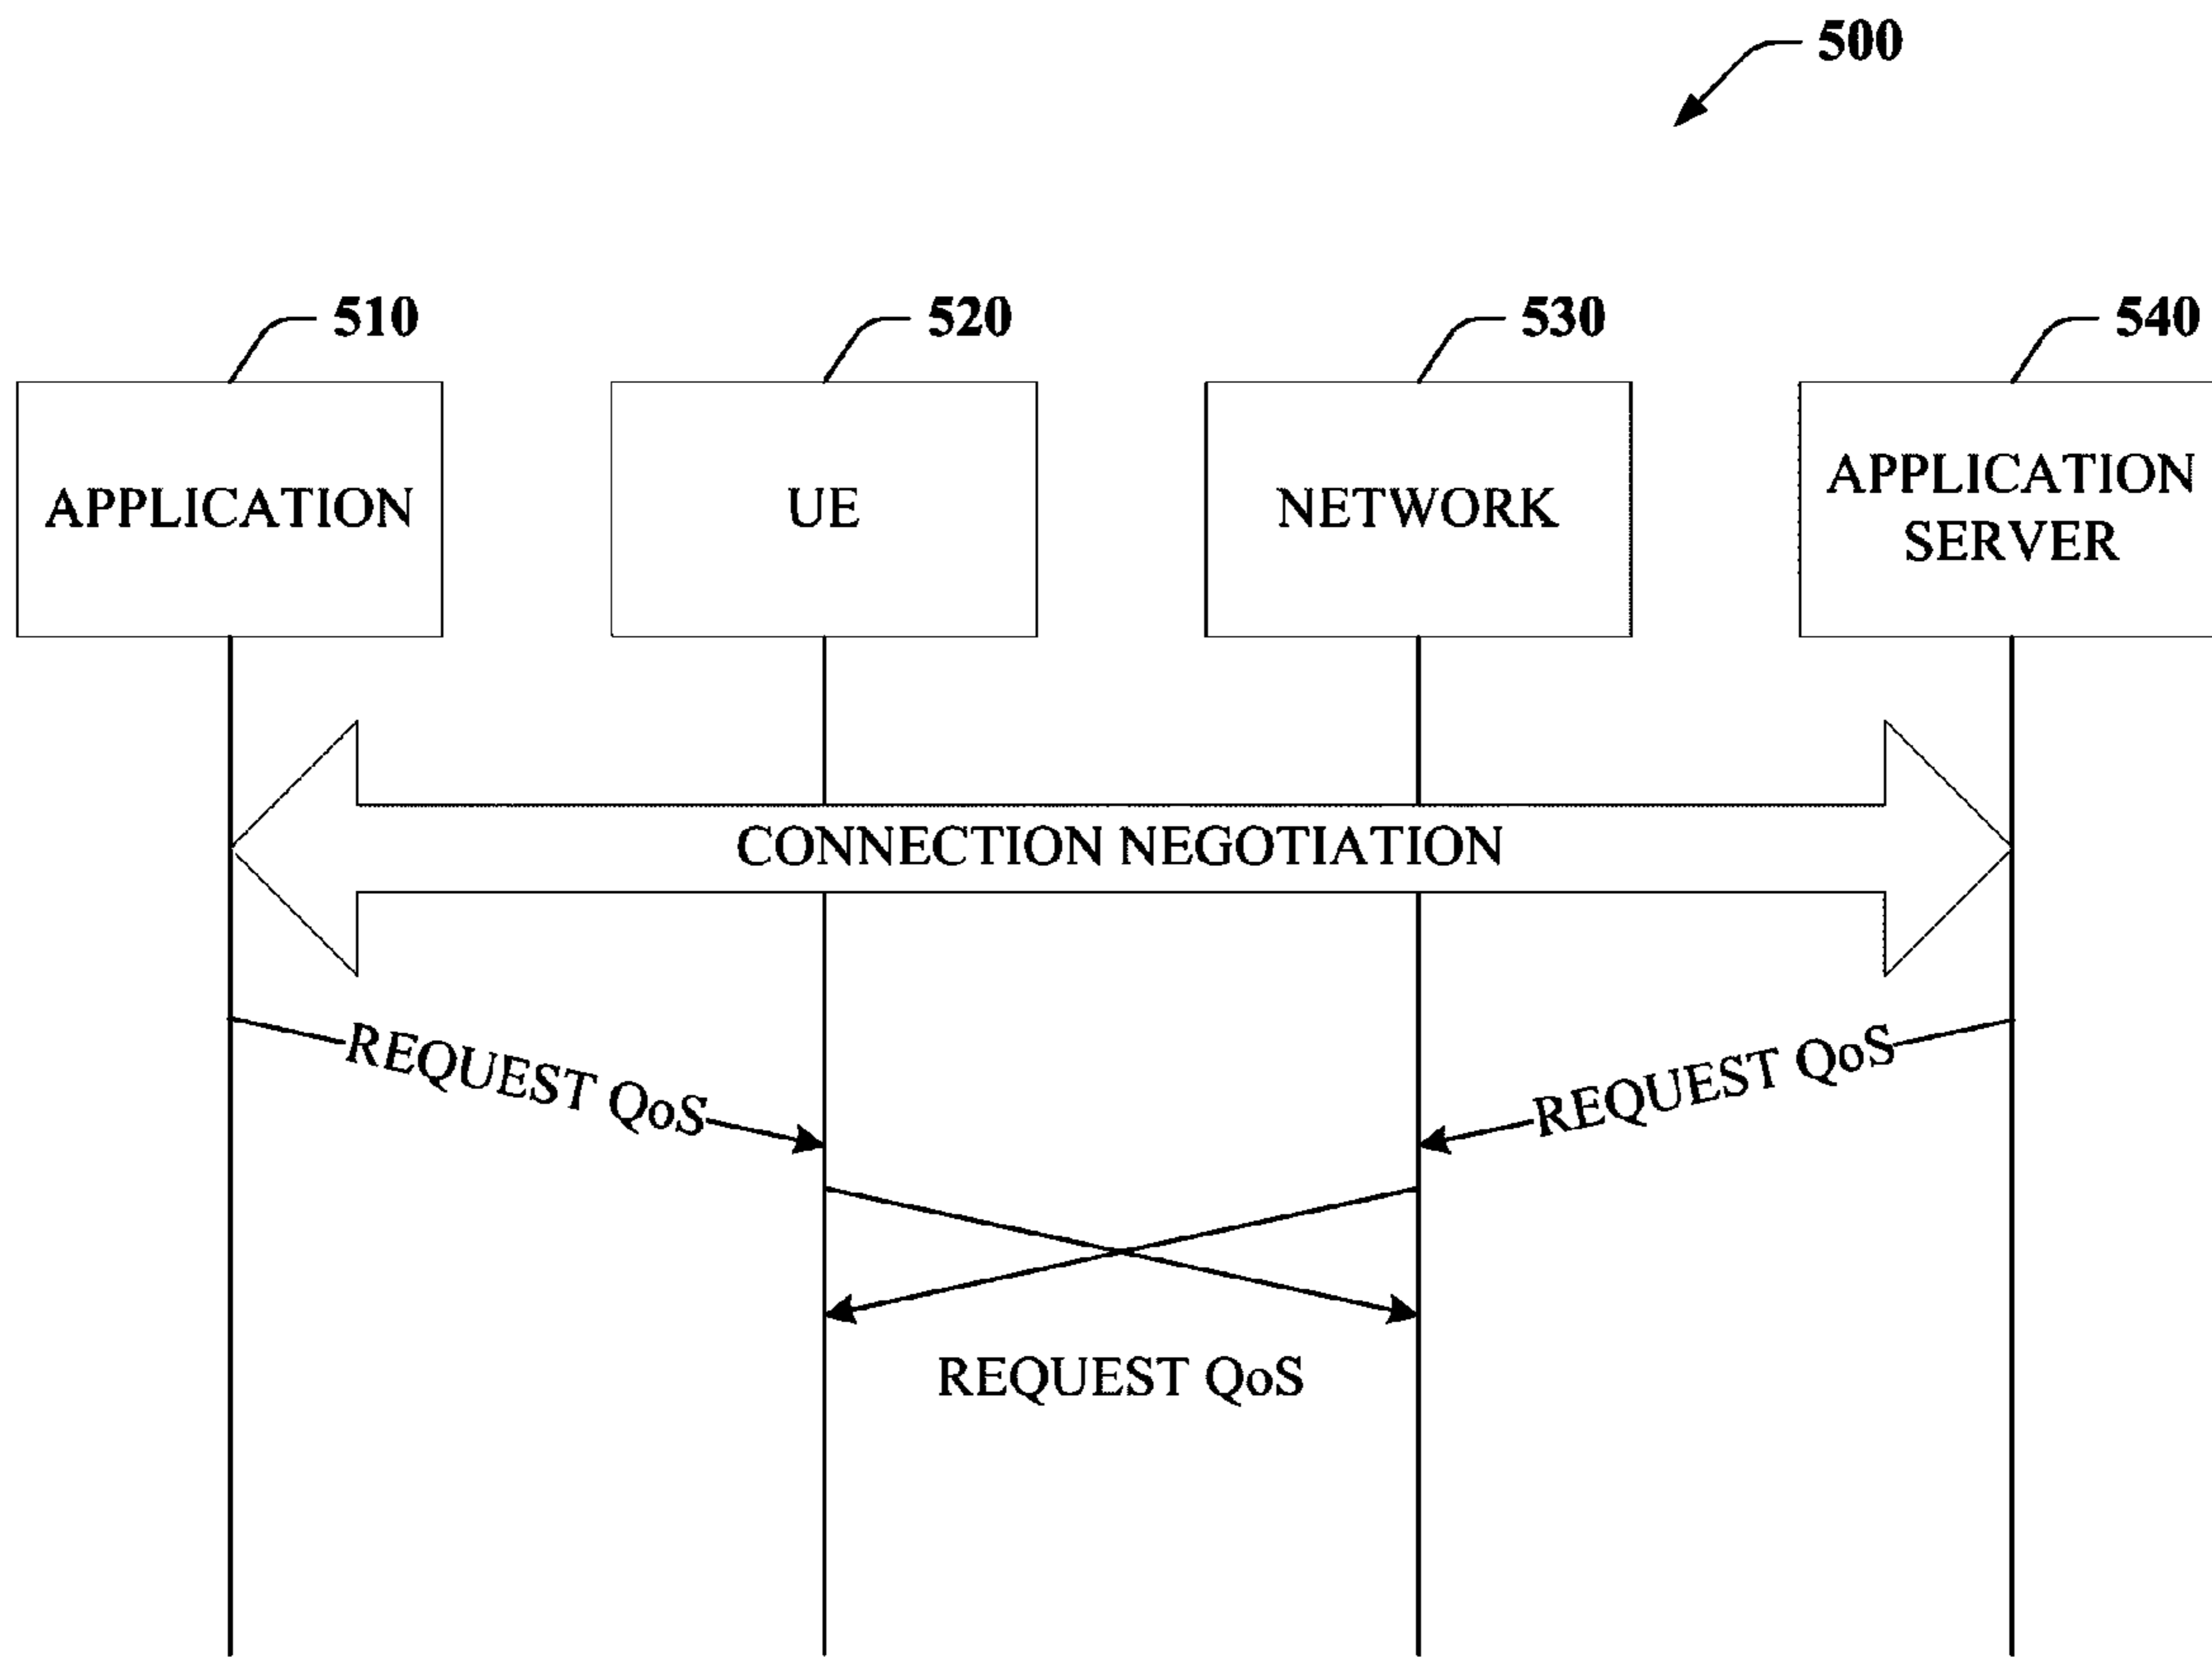 500
510
520
530
540
APPLICATION
UE
NETWORK
APPLICATION
SERVER
CONNECTION NEGOTIATION
REQUEST QoS
REQUEST QoS
REQUEST QoS